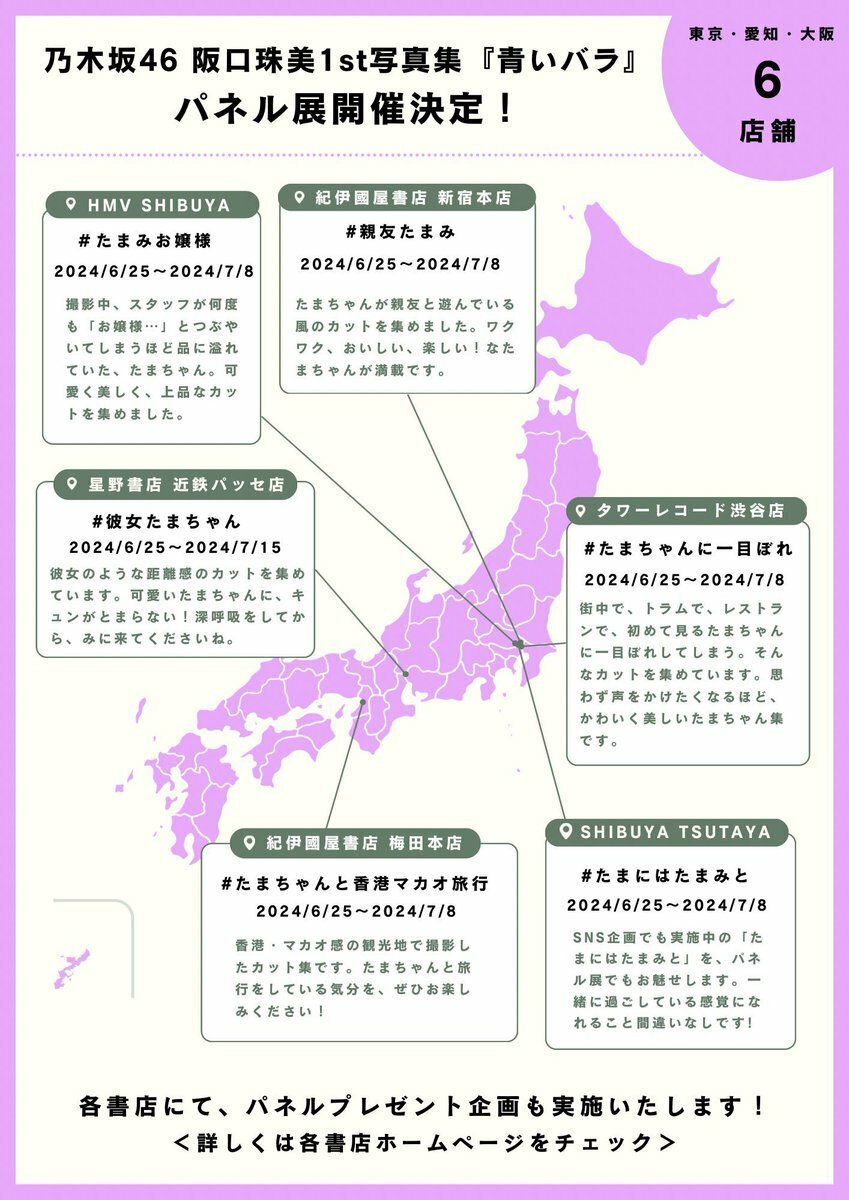 乃木坂46 阪口珠美1st写真集『青いバラ』
パネル展開催決定！
東京・愛知・大阪
6
店舗
HMV SHIBUYA
#たまみお嬢様
2024/6/25～2024/7/8
撮影中、スタッフが何度
も「お嬢様…」とつぶや
いてしまうほど品に溢れ
ていた、たまちゃん。可
愛く美しく、上品なカッ
トを集めました。
紀伊國屋書店 新宿本店
#親友たまみ
2024/6/25～2024/7/8
たまちゃんが親友と遊んでいる
風のカットを集めました。ワク
ワク、おいしい、楽しい！なた
まちゃんが満載です。
星野書店 近鉄パッセ店
#彼女たまちゃん
2024/6/25～2024/7/15
彼女のような距離感のカットを集め
ています。可愛いたまちゃんに、キ
ュンがとまらない！深呼吸をしてか
ら、みに来てくださいね。
タワーレコード渋谷店
#たまちゃんに一目ぼれ
2024/6/25～2024/7/8
街中で、トラムで、レストラ
ンで、初めて見るたまちゃん
に一目ぼれしてしまう。そん
なカットを集めています。思
わず声をかけたくなるほど、
かわいく美しいたまちゃん集
です。
紀伊國屋書店 梅田本店
#たまちゃんと香港マカオ旅行
2024/6/25～2024/7/8
香港・マカオ感の観光地で撮影し
たカット集です。たまちゃんと旅
行をしている気分を、ぜひお楽し
みください！
SHIBUYA TSUTAYA
#たまにはたまみと
2024/6/25～2024/7/8
SNS企画でも実施中の「た
まにはたまみと」を、パネ
ル展でもお魅せします。一
緒に過ごしている感覚にな
れること間違いなしです!
各書店にて、パネルプレゼント企画も実施いたします！
＜詳しくは各書店ホームページをチェック＞